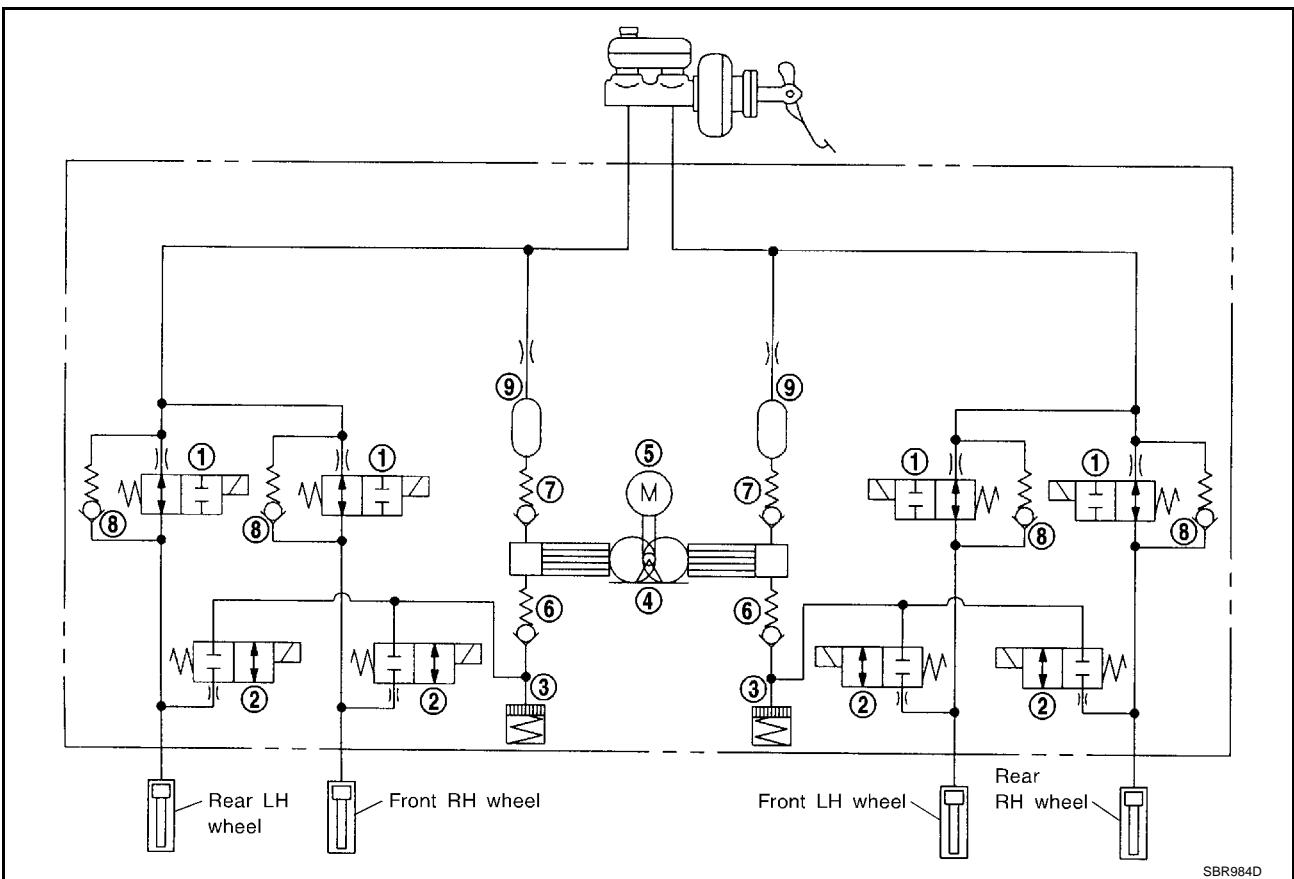 ⑨ ⑨
⑤
① ① ① ①
⑦ M ⑦
⑧ ⑧ ⑧ ⑧
⑥ ④ ⑥
③ ③
② ② ② ②
Rear LH
wheel
Front RH wheel
Front LH wheel
Rear
RH wheel
SBR984D